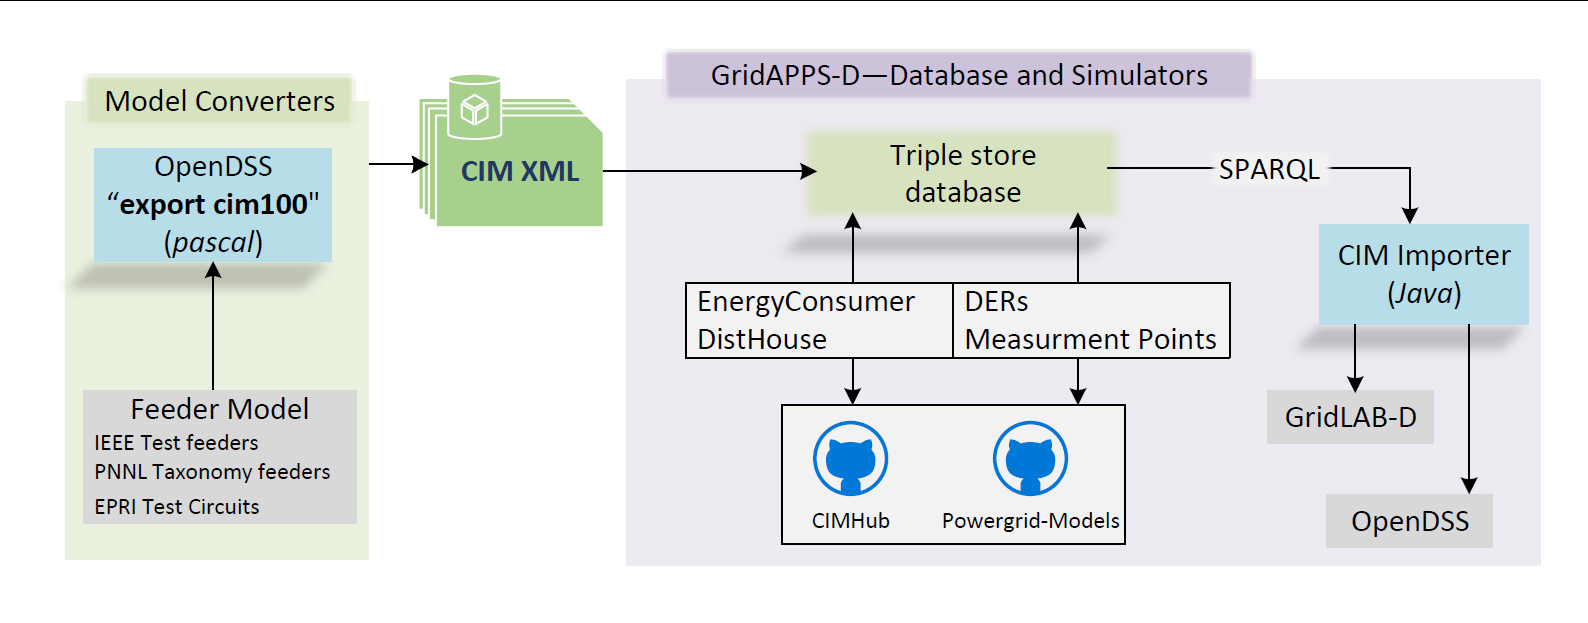 Model Converters
OpenDSS
“export cim100"
(pascal)
Feeder Model
IEEE Test feeders
PNNL Taxonomy feeders
EPRI Test Circuits
CIM XML
GridAPPS-D—Database and Simulators
Triple store
database
SPARQL
CIM Importer
(Java)
EnergyConsumer
DistHouse
DERs
Measurment Points
CIMHub
Powergrid-Models
GridLAB-D
OpenDSS